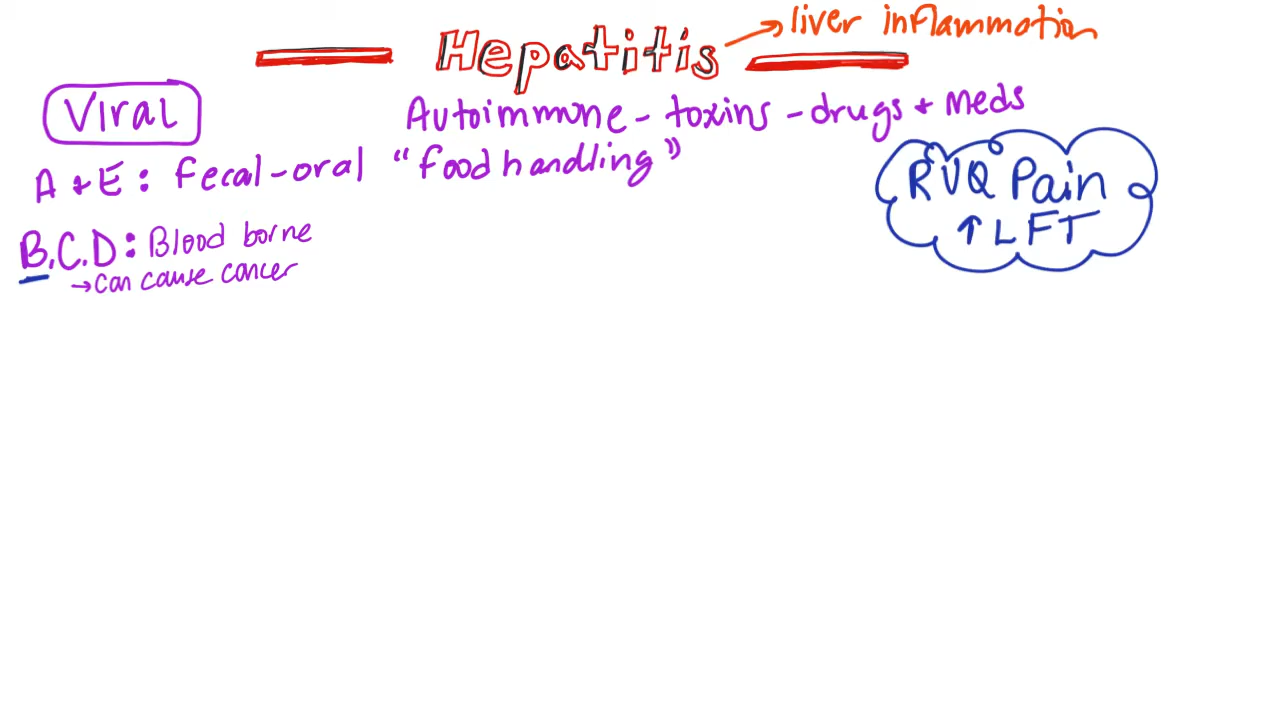 Hepatitis → liver inflammation
Viral
Autoimmune - toxins - drugs + Meds
A + E : Fecal-oral "food handling"
RUQ Pain
↑ LFT
B.C.D : Blood borne
→ can cause cancer